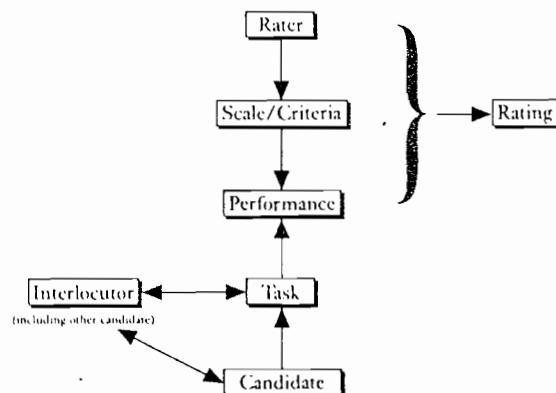 Rater
Scale/Criteria
Rating
Performance
Interlocutor
Task
(including other candidate)
Candidate